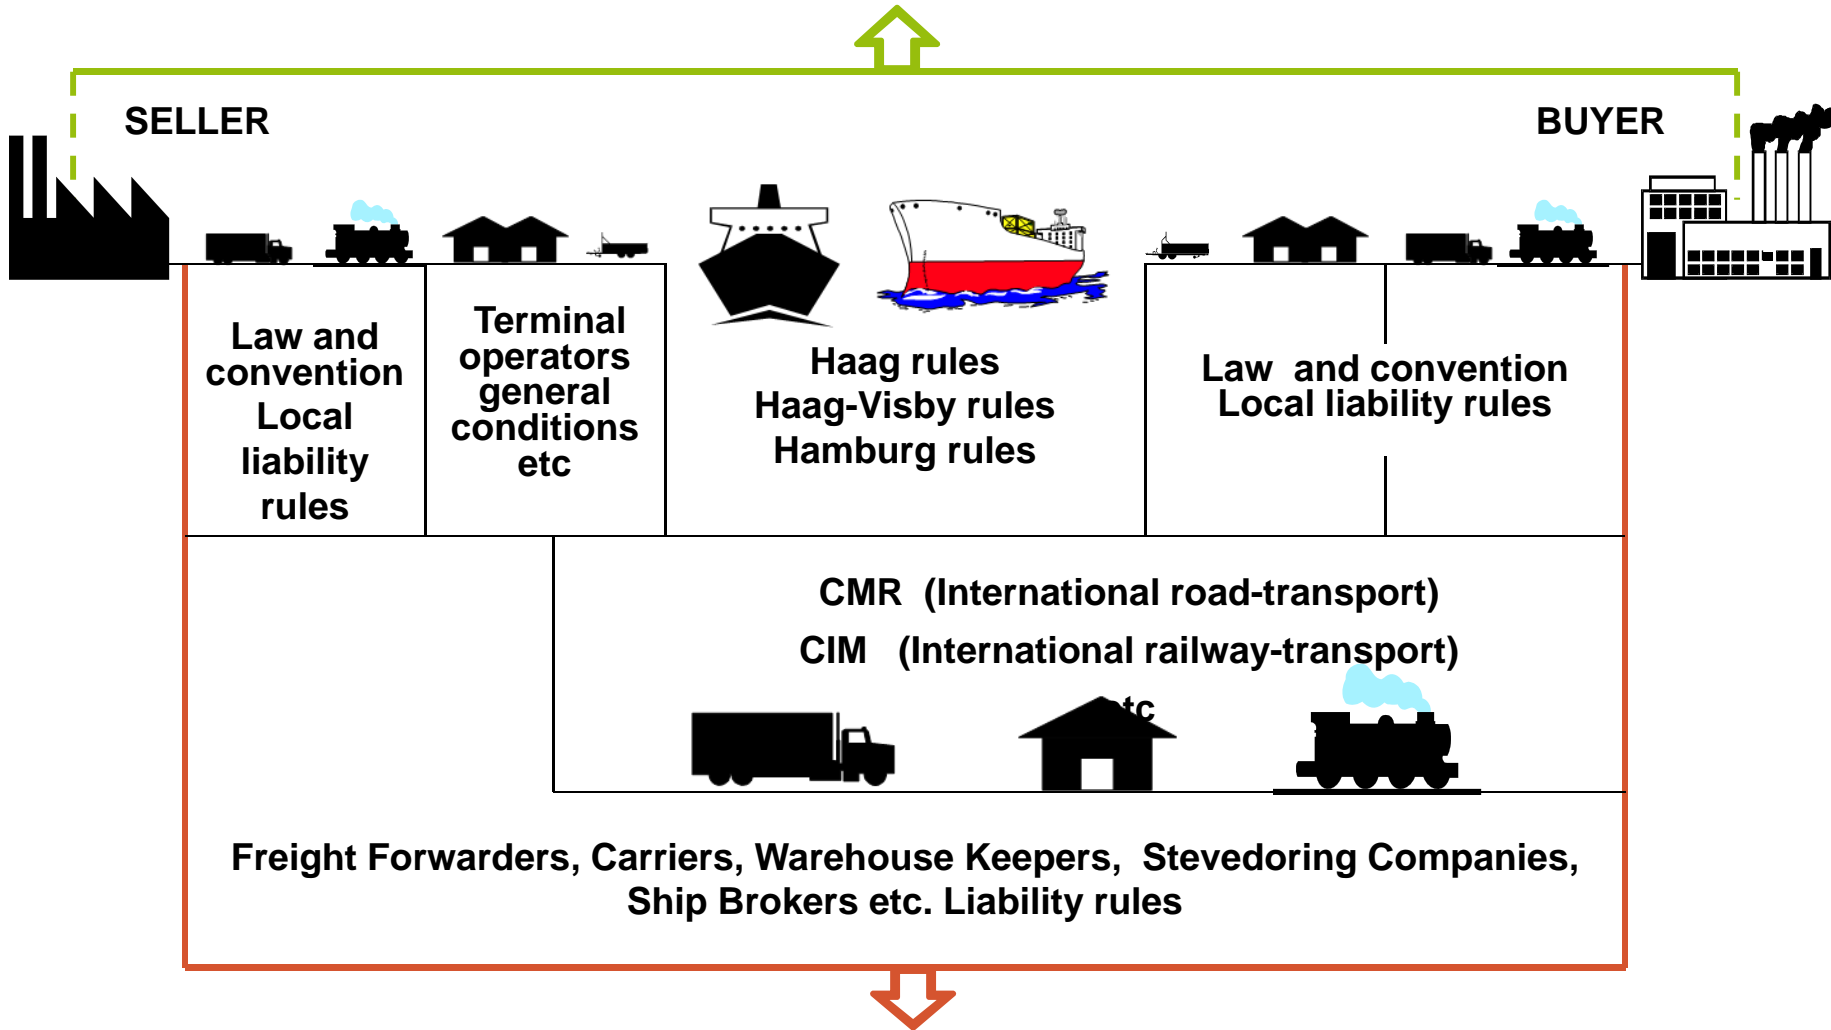 SELLER
BUYER
Law and
convention
Local
liability
rules
Terminal
operators
general
conditions
etc
Haag rules
Haag-Visby rules
Hamburg rules
Law and convention
Local liability rules
CMR (International road-transport)
CIM (International railway-transport)
etc
Freight Forwarders, Carriers, Warehouse Keepers, Stevedoring Companies,
Ship Brokers etc. Liability rules